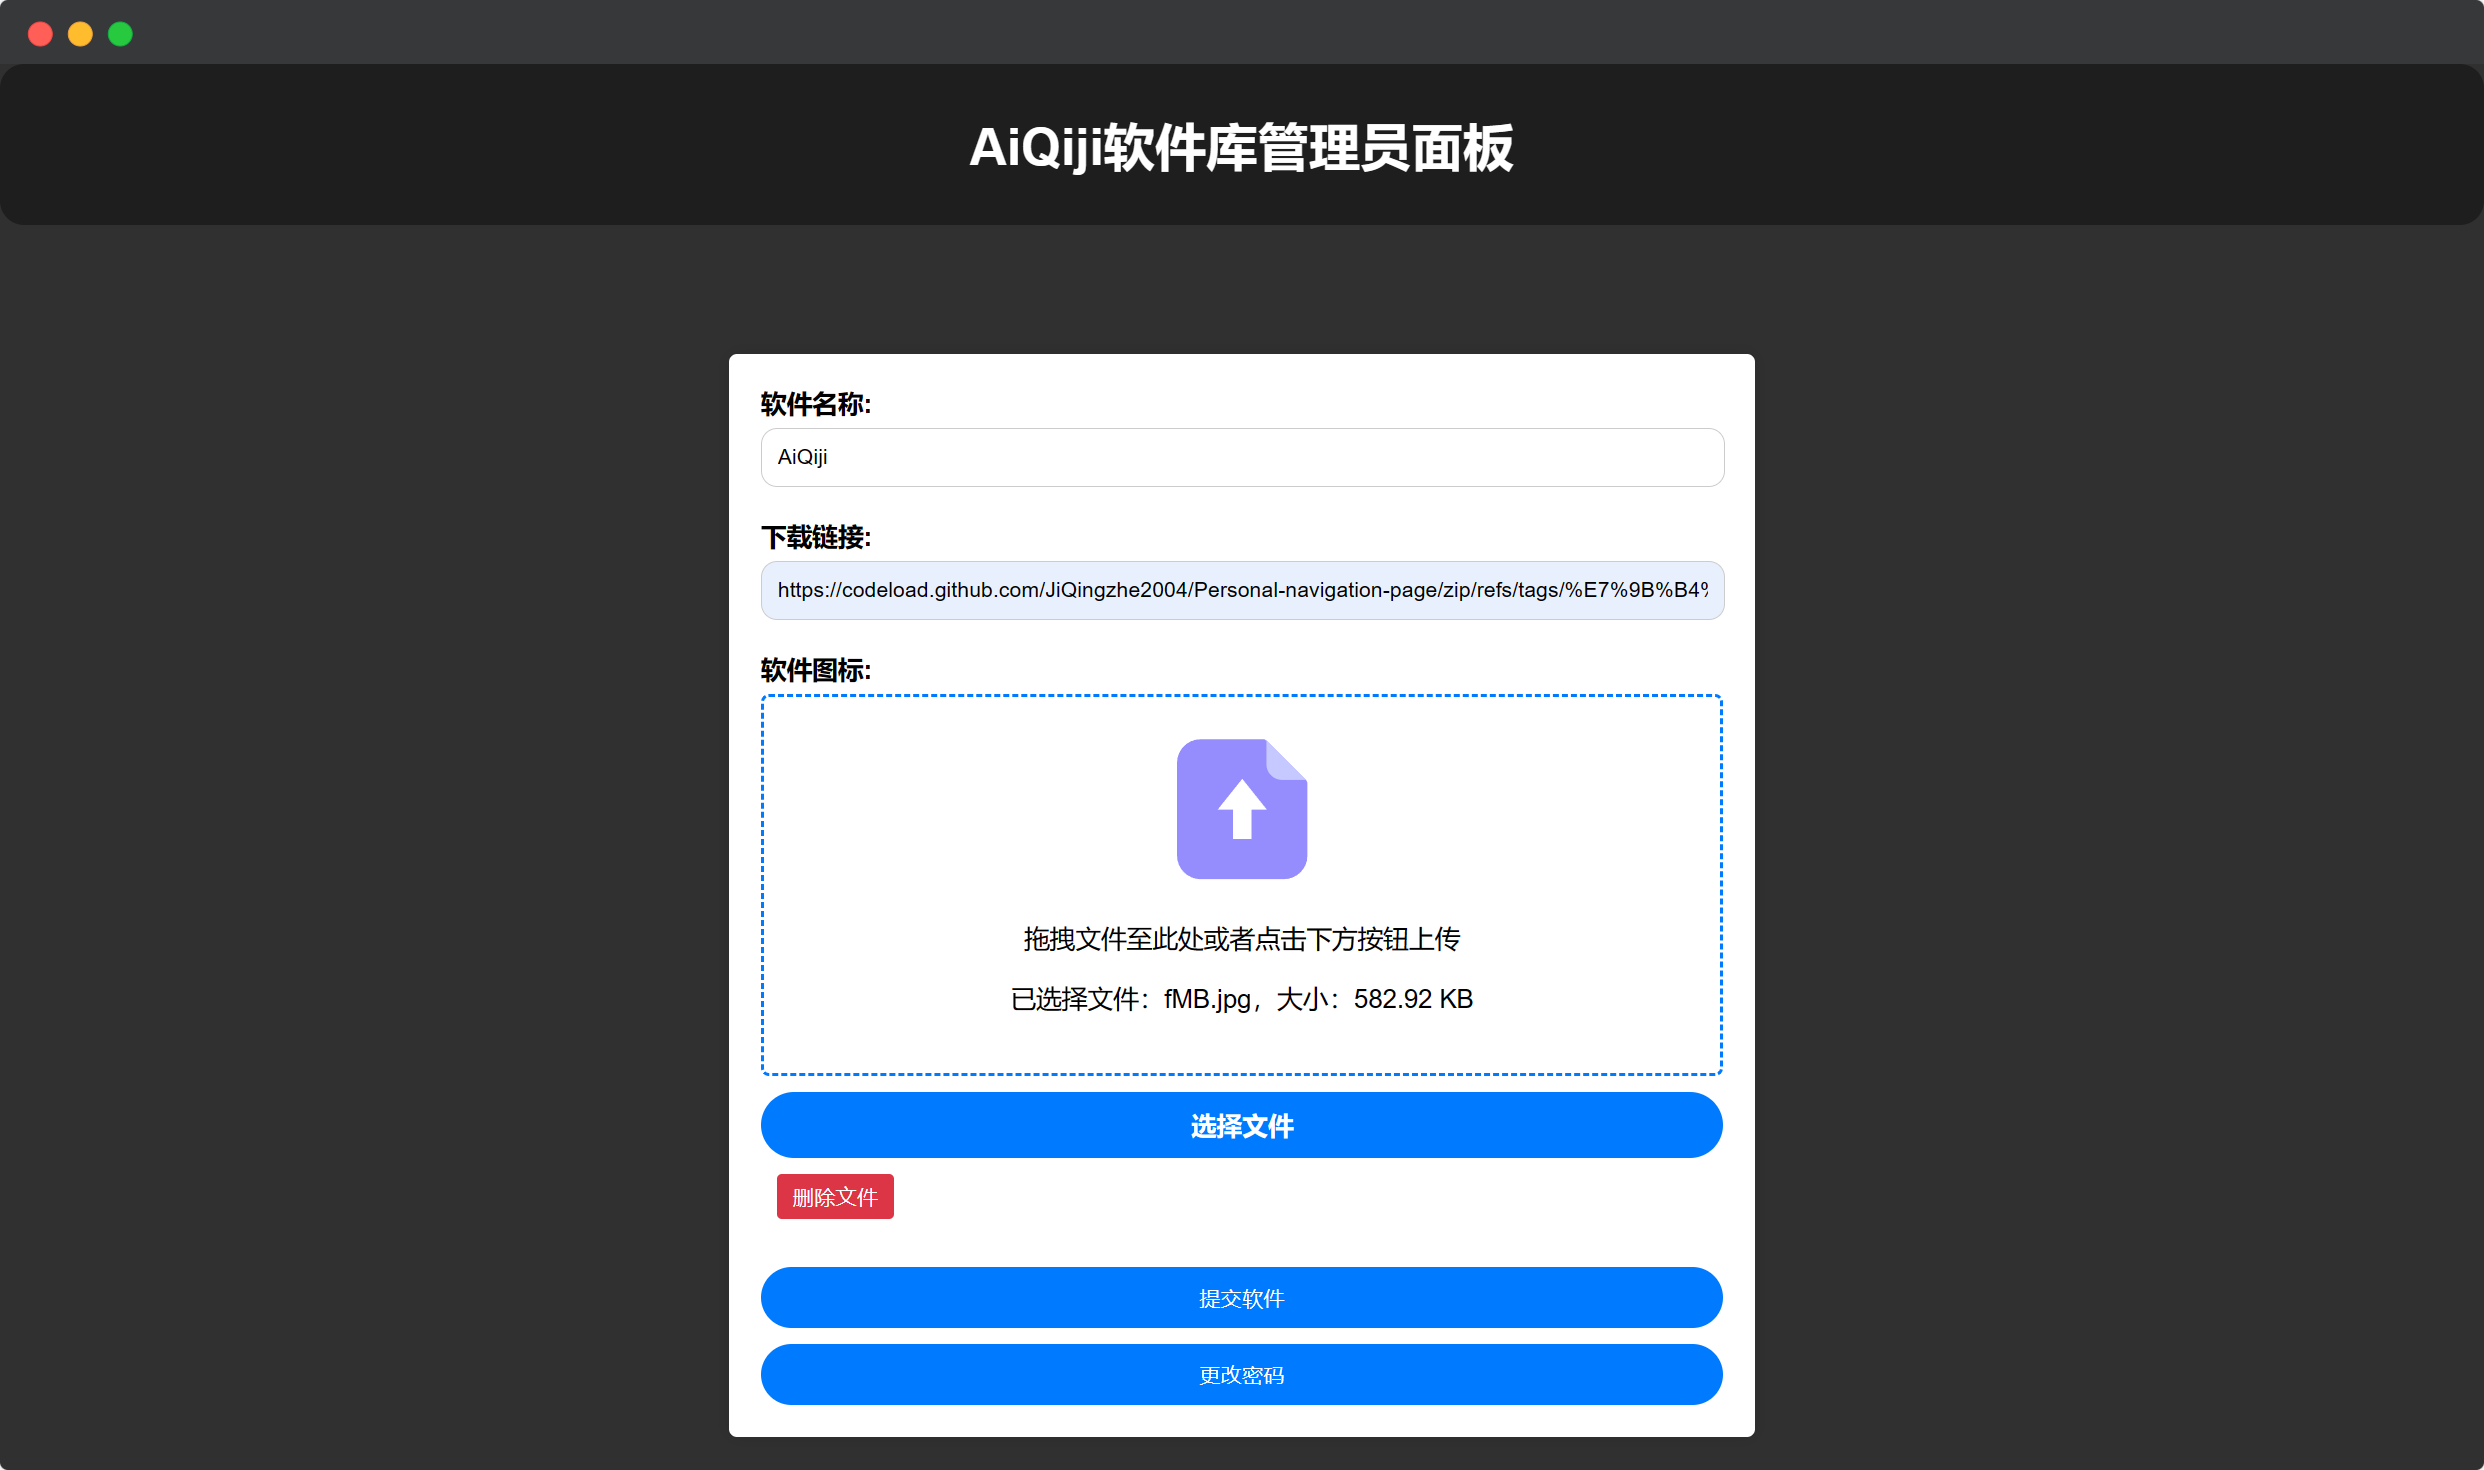 AiQiji软件库管理员面板
软件名称:
AiQiji
下载链接:
https://codeload.github.com/JiQingzhe2004/Personal-navigation-page/zip/refs/tags/%E7%9B%B4%
软件图标:
拖拽文件至此处或者点击下方按钮上传
已选择文件：fMB.jpg，大小：582.92 KB
选择文件
删除文件
提交软件
更改密码